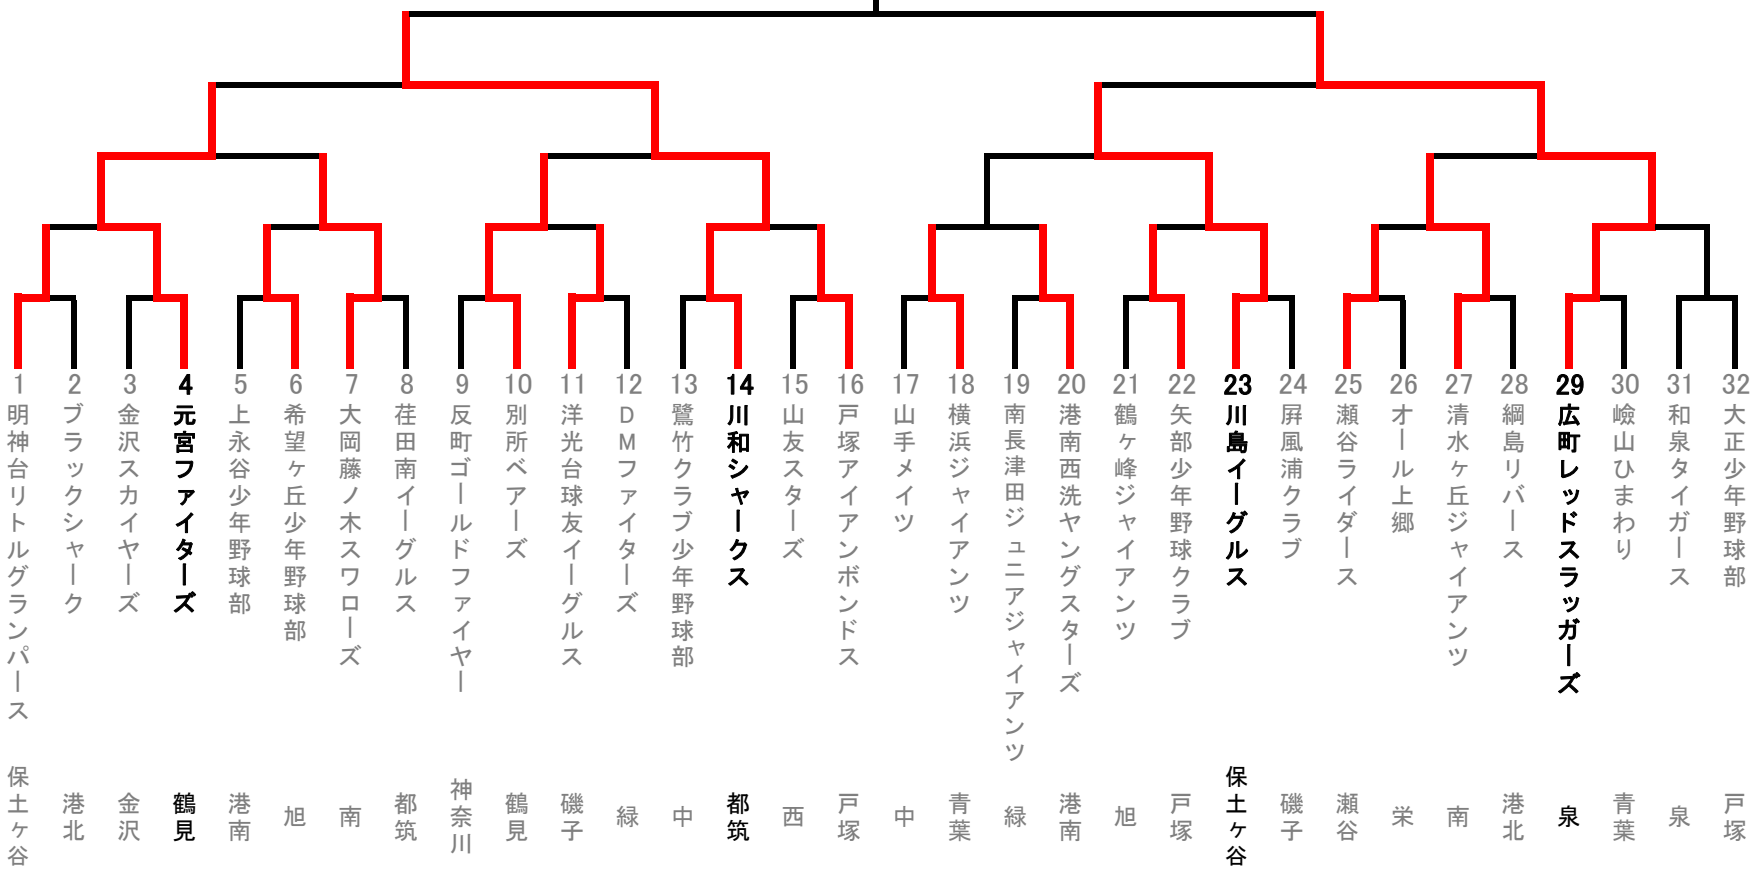 1
明神台リトルグランパース
保土ヶ谷
2
ブラックシャーク
港北
3
金沢スカイヤーズ
金沢
4
元宮ファイターズ
鶴見
5
上永谷少年野球部
港南
6
希望ヶ丘少年野球部
旭
7
大岡藤ノ木スワローズ
南
8
荏田南イーグルス
都筑
9
反町ゴールドファイヤー
神奈川
10
別所ベアーズ
鶴見
11
洋光台球友イーグルス
磯子
12
DMファイターズ
緑
13
鷺竹クラブ少年野球部
中
14
川和シャークス
都筑
15
山友スターズ
西
16
戸塚アイアンボンドス
戸塚
17
山手メイツ
中
18
横浜ジャイアンツ
青葉
19
南長津田ジュニアジャイアンツ
緑
20
港南西洗ヤングスターズ
港南
21
鶴ヶ峰ジャイアンツ
旭
22
矢部少年野球クラブ
戸塚
23
川島イーグルス
保土ヶ谷
24
屛風浦クラブ
磯子
25
瀬谷ライダース
瀬谷
26
オール上郷
栄
27
清水ヶ丘ジャイアンツ
南
28
綱島リバース
港北
29
広町レッドスラッガーズ
泉
30
嶮山ひまわり
青葉
31
和泉タイガース
泉
32
大正少年野球部
戸塚